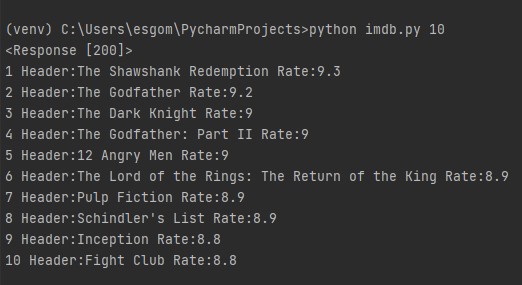 (venv) C:\Users\esgom\PycharmProjects>python imdb.py 10
<Response [200]>
1 Header:The Shawshank Redemption Rate:9.3
2 Header:The Godfather Rate:9.2
3 Header:The Dark Knight Rate:9
4 Header:The Godfather: Part II Rate:9
5 Header:12 Angry Men Rate:9
6 Header:The Lord of the Rings: The Return of the King Rate:8.9
7 Header:Pulp Fiction Rate:8.9
8 Header:Schindler's List Rate:8.9
9 Header:Inception Rate:8.8
10 Header:Fight Club Rate:8.8